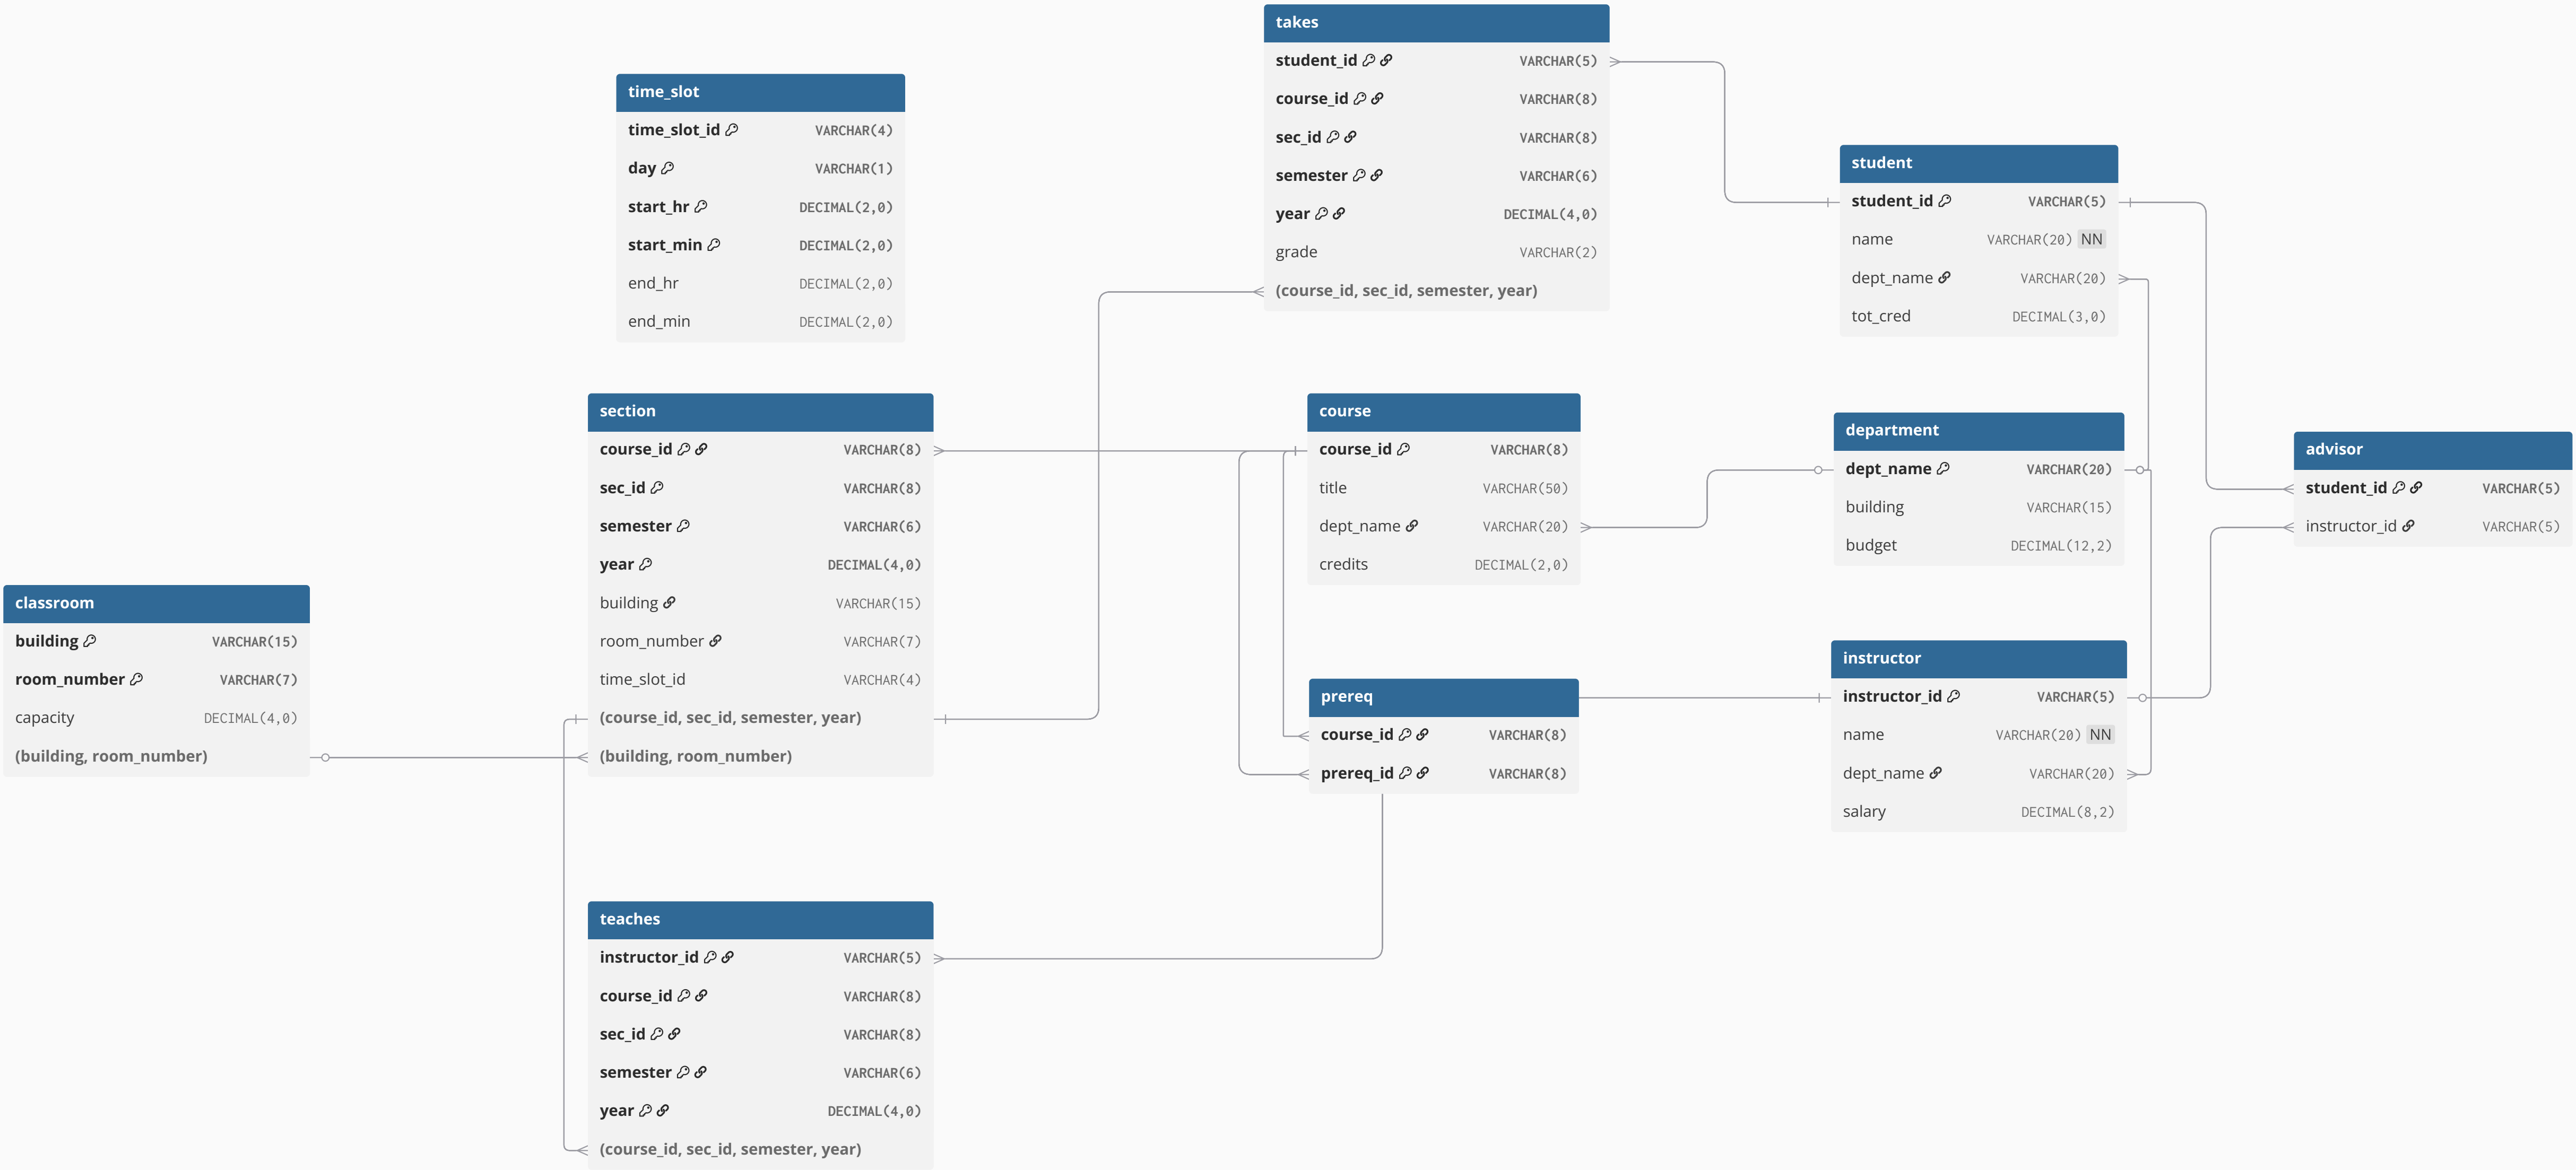 takes
student_id VARCHAR(5)
course_id VARCHAR(8)
sec_id VARCHAR(8)
semester VARCHAR(6)
year DECIMAL(4,0)
grade VARCHAR(2)
(course_id, sec_id, semester, year)
time_slot
time_slot_id VARCHAR(4)
day VARCHAR(1)
start_hr DECIMAL(2,0)
start_min DECIMAL(2,0)
end_hr DECIMAL(2,0)
end_min DECIMAL(2,0)
student
student_id VARCHAR(5)
name VARCHAR(20) NN
dept_name VARCHAR(20)
tot_cred DECIMAL(3,0)
section
course_id VARCHAR(8)
sec_id VARCHAR(8)
semester VARCHAR(6)
year DECIMAL(4,0)
building VARCHAR(15)
room_number VARCHAR(7)
time_slot_id VARCHAR(4)
(course_id, sec_id, semester, year)
(building, room_number)
course
course_id VARCHAR(8)
title VARCHAR(50)
dept_name VARCHAR(20)
credits DECIMAL(2,0)
department
dept_name VARCHAR(20)
building VARCHAR(15)
budget DECIMAL(12,2)
advisor
student_id VARCHAR(5)
instructor_id VARCHAR(5)
classroom
building VARCHAR(15)
room_number VARCHAR(7)
capacity DECIMAL(4,0)
(building, room_number)
prereq
course_id VARCHAR(8)
prereq_id VARCHAR(8)
instructor
instructor_id VARCHAR(5)
name VARCHAR(20) NN
dept_name VARCHAR(20)
salary DECIMAL(8,2)
teaches
instructor_id VARCHAR(5)
course_id VARCHAR(8)
sec_id VARCHAR(8)
semester VARCHAR(6)
year DECIMAL(4,0)
(course_id, sec_id, semester, year)